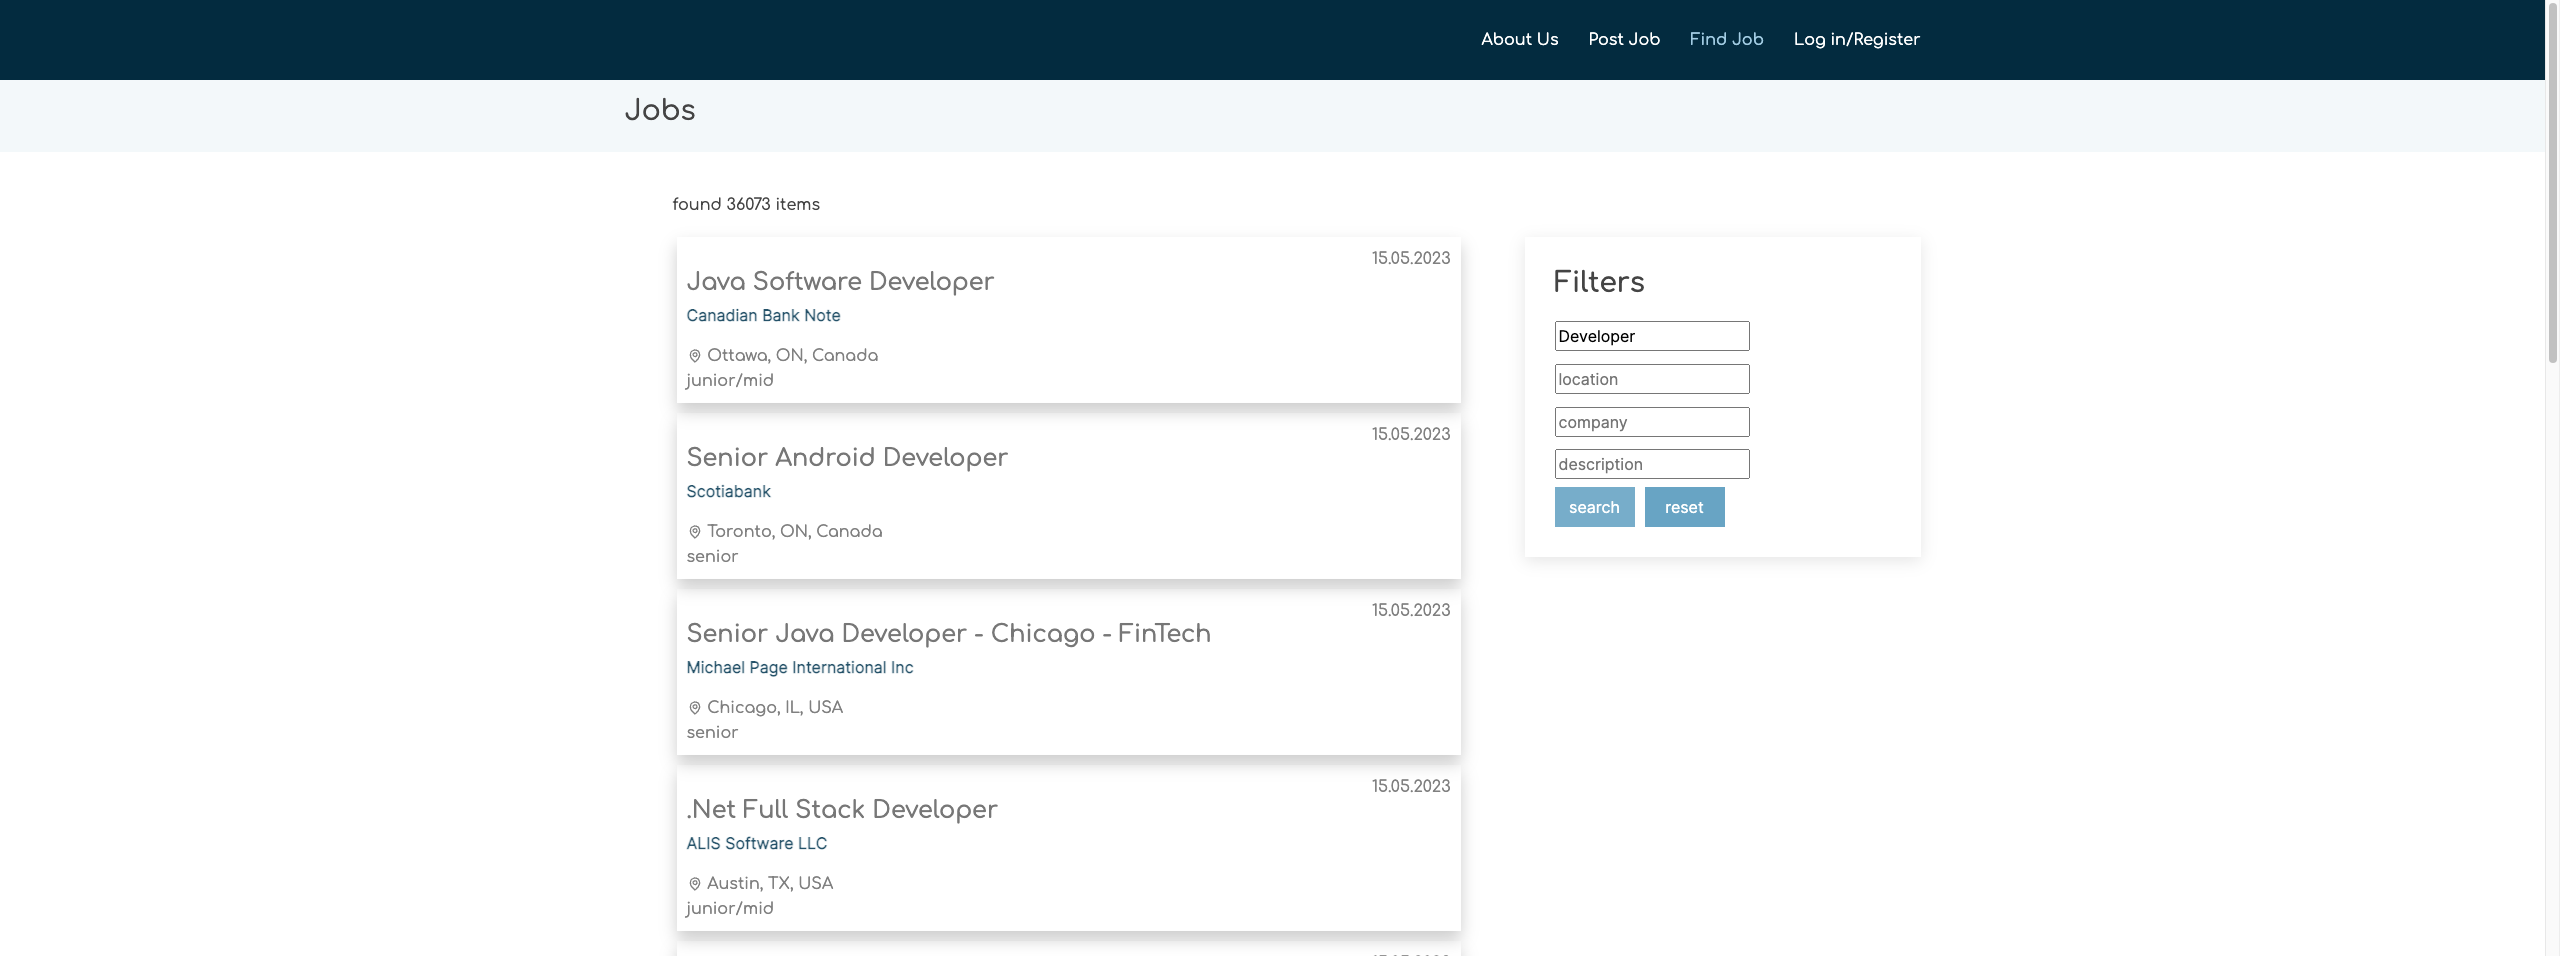 About Us Post Job Find Job Log in/Register
Jobs
found 36073 items
15.05.2023
Java Software Developer
Canadian Bank Note
Ottawa, ON, Canada
junior/mid
15.05.2023
Senior Android Developer
Scotiabank
Toronto, ON, Canada
senior
15.05.2023
Senior Java Developer - Chicago - FinTech
Michael Page International Inc
Chicago, IL, USA
senior
15.05.2023
.Net Full Stack Developer
ALIS Software LLC
Austin, TX, USA
junior/mid
Filters
Developer
location
company
description
search reset